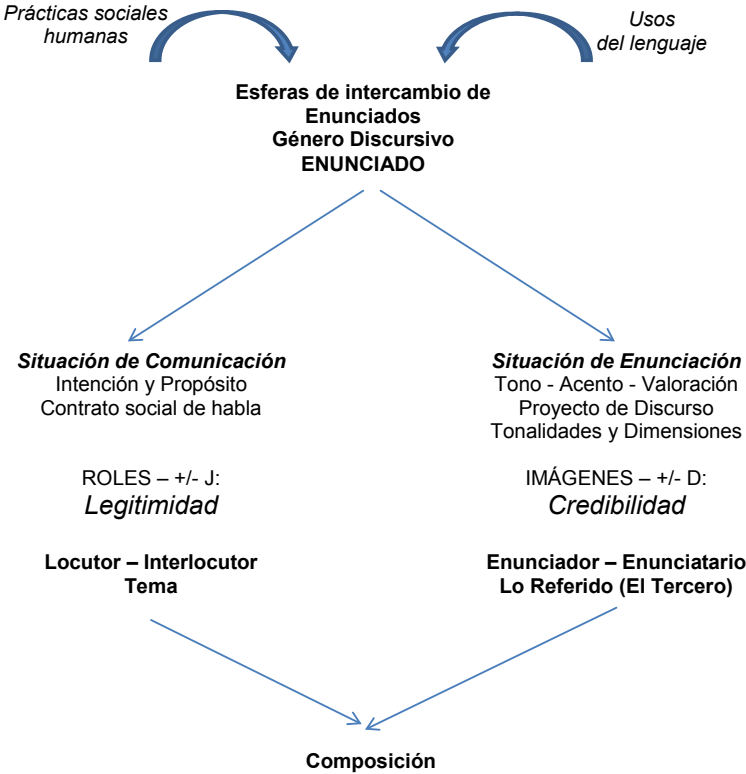 Prácticas sociales
humanas
Usos
del lenguaje
Esferas de intercambio de
Enunciados
Género Discursivo
ENUNCIADO
Situación de Comunicación
Intención y Propósito
Contrato social de habla
ROLES – +/- J:
Legitimidad
Locutor – Interlocutor
Tema
Situación de Enunciación
Tono - Acento - Valoración
Proyecto de Discurso
Tonalidades y Dimensiones
IMÁGENES – +/- D:
Credibilidad
Enunciador – Enunciatario
Lo Referido (El Tercero)
Composición